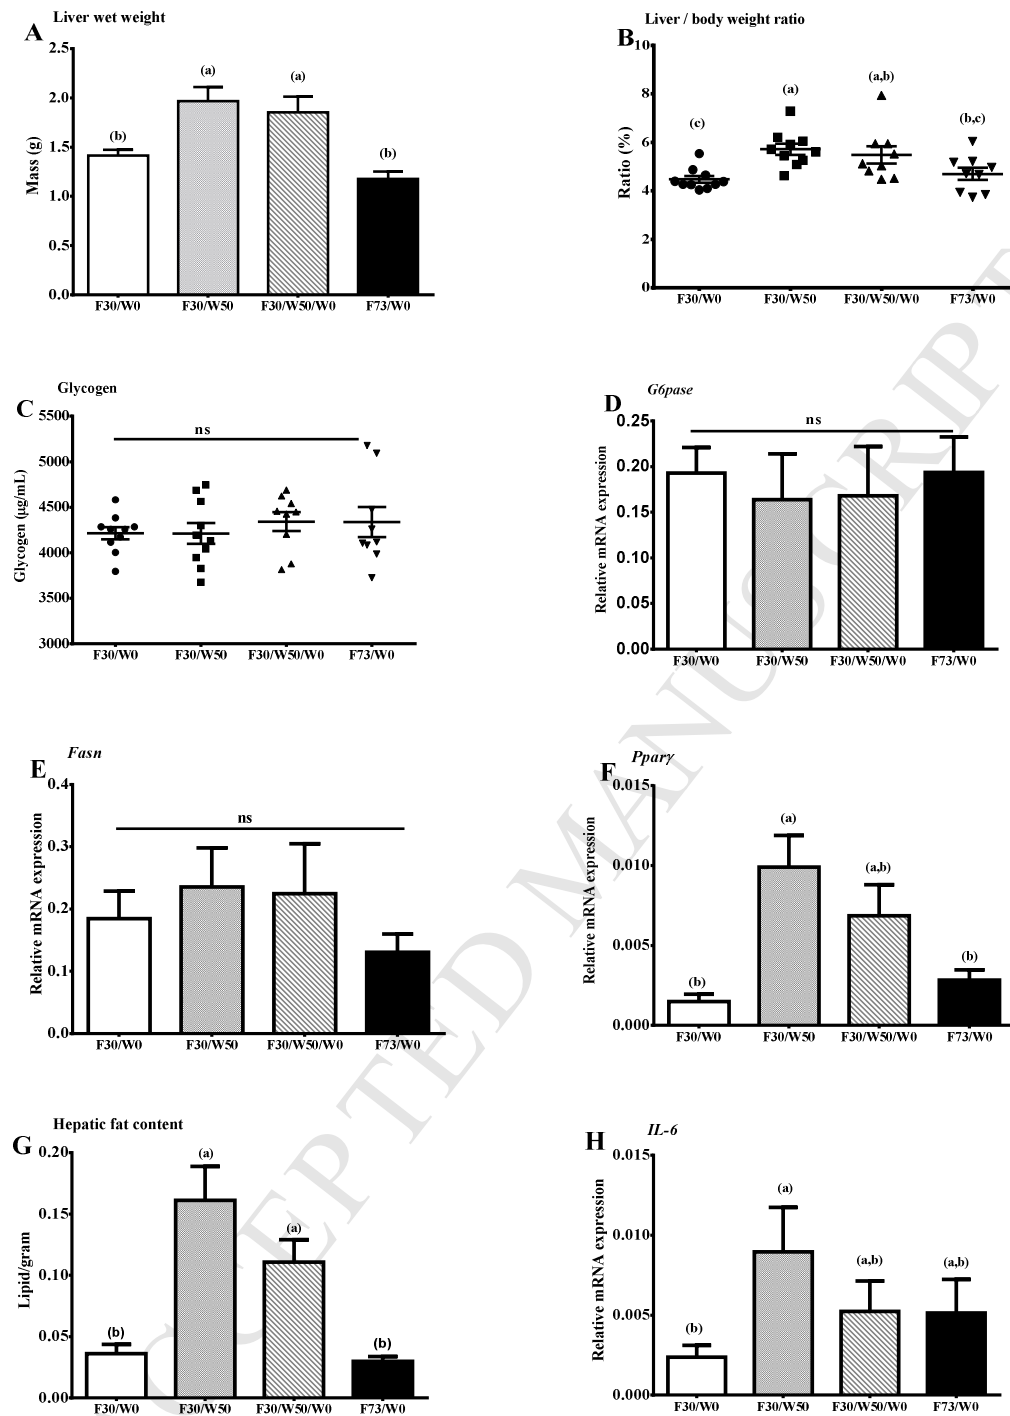 Liver wet weight
A
2.5
2.0
1.5
1.0
0.5
0.0
Mass (g)
(b)
(a)
(a)
(b)
F30/W0 F30/W50 F30/W50/W0 F73/W0
Liver / body weight ratio
B
10
8
6
4
2
0
Ratio (%)
(c)
(a)
(a,b)
(b,c)
F30/W0 F30/W50 F30/W50/W0 F73/W0
Glycogen
C
5500
5000
4500
4000
3500
3000
Glycogen (µg/mL)
ns
F30/W0 F30/W50 F30/W50/W0 F73/W0
G6pase
D
0.25
0.20
0.15
0.10
0.05
0.00
Relative mRNA expression
ns
F30/W0 F30/W50 F30/W50/W0 F73/W0
Fasn
E
0.4
0.3
0.2
0.1
0.0
Relative mRNA expression
ns
F30/W0 F30/W50 F30/W50/W0 F73/W0
Pparγ
F
0.015
0.010
0.005
0.000
Relative mRNA expression
(b)
(a)
(a,b)
(b)
F30/W0 F30/W50 F30/W50/W0 F73/W0
Hepatic fat content
G
0.20
0.15
0.10
0.05
0.00
Lipid/gram
(b)
(a)
(a)
(b)
F30/W0 F30/W50 F30/W50/W0 F73/W0
IL-6
H
0.015
0.010
0.005
0.000
Relative mRNA expression
(b)
(a)
(a,b)
(a,b)
F30/W0 F30/W50 F30/W50/W0 F73/W0
CCEPTED MANUSCRIPT